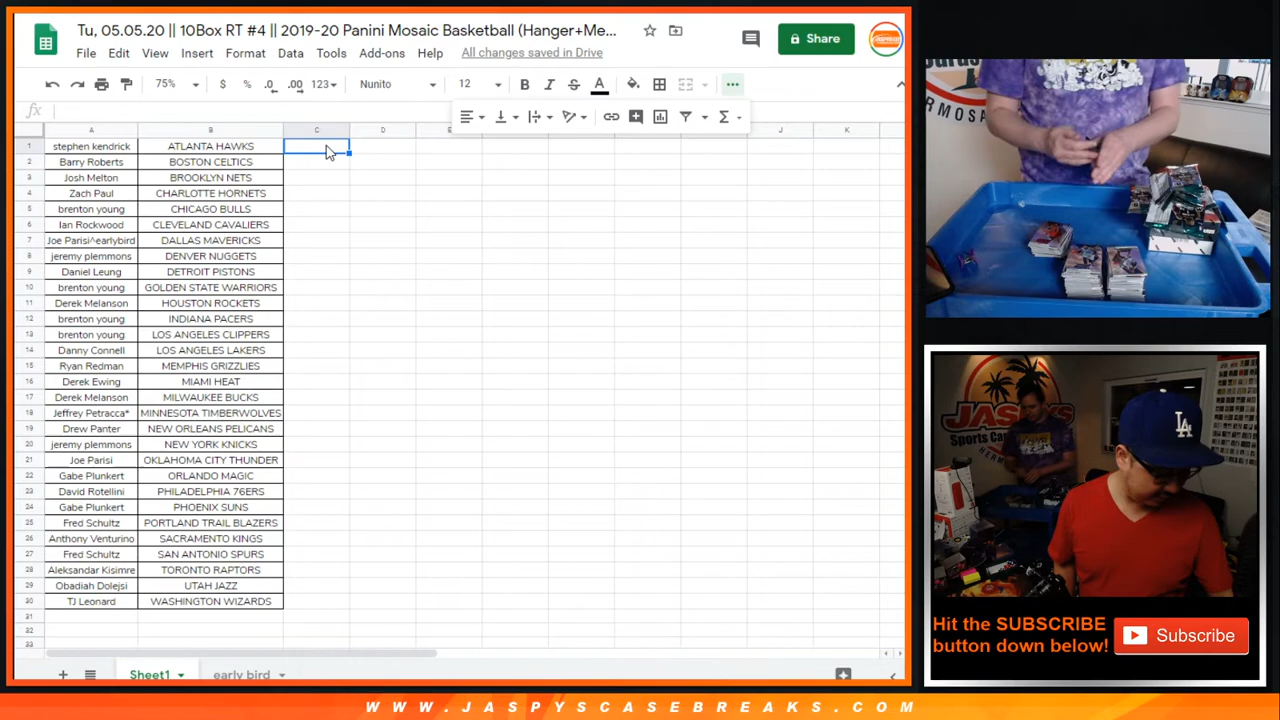 Tu, 05.05.20 || 10Box RT #4 || 2019-20 Panini Mosaic Basketball (Hanger+Me...
File Edit View Insert Format Data Tools Add-ons Help All changes saved in Drive
Share
75% $ % .0 .00 123 Nunito 12 B I S A
fx
A B C D J K
1 stephen kendrick ATLANTA HAWKS
2 Barry Roberts BOSTON CELTICS
3 Josh Melton BROOKLYN NETS
4 Zach Paul CHARLOTTE HORNETS
5 brenton young CHICAGO BULLS
6 Ian Rockwood CLEVELAND CAVALIERS
7 Joe Parisi^earlybird DALLAS MAVERICKS
8 jeremy plemmons DENVER NUGGETS
9 Daniel Leung DETROIT PISTONS
10 brenton young GOLDEN STATE WARRIORS
11 Derek Melanson HOUSTON ROCKETS
12 brenton young INDIANA PACERS
13 brenton young LOS ANGELES CLIPPERS
14 Danny Connell LOS ANGELES LAKERS
15 Ryan Redman MEMPHIS GRIZZLIES
16 Derek Ewing MIAMI HEAT
17 Derek Melanson MILWAUKEE BUCKS
18 Jeffrey Petracca* MINNESOTA TIMBERWOLVES
19 Drew Panter NEW ORLEANS PELICANS
20 jeremy plemmons NEW YORK KNICKS
21 Joe Parisi OKLAHOMA CITY THUNDER
22 Gabe Plunkert ORLANDO MAGIC
23 David Rotellini PHILADELPHIA 76ERS
24 Gabe Plunkert PHOENIX SUNS
25 Fred Schultz PORTLAND TRAIL BLAZERS
26 Anthony Venturino SACRAMENTO KINGS
27 Fred Schultz SAN ANTONIO SPURS
28 Aleksandar Kisimre TORONTO RAPTORS
29 Obadiah Dolejsi UTAH JAZZ
30 TJ Leonard WASHINGTON WIZARDS
31
32
33
Sheet1 early bird
HERMOSA
JASPYS
Sports Ca
HERM
LA
Hit the SUBSCRIBE
button down below!
Subscribe
WWW.JASPYSCASEBREAKS.COM